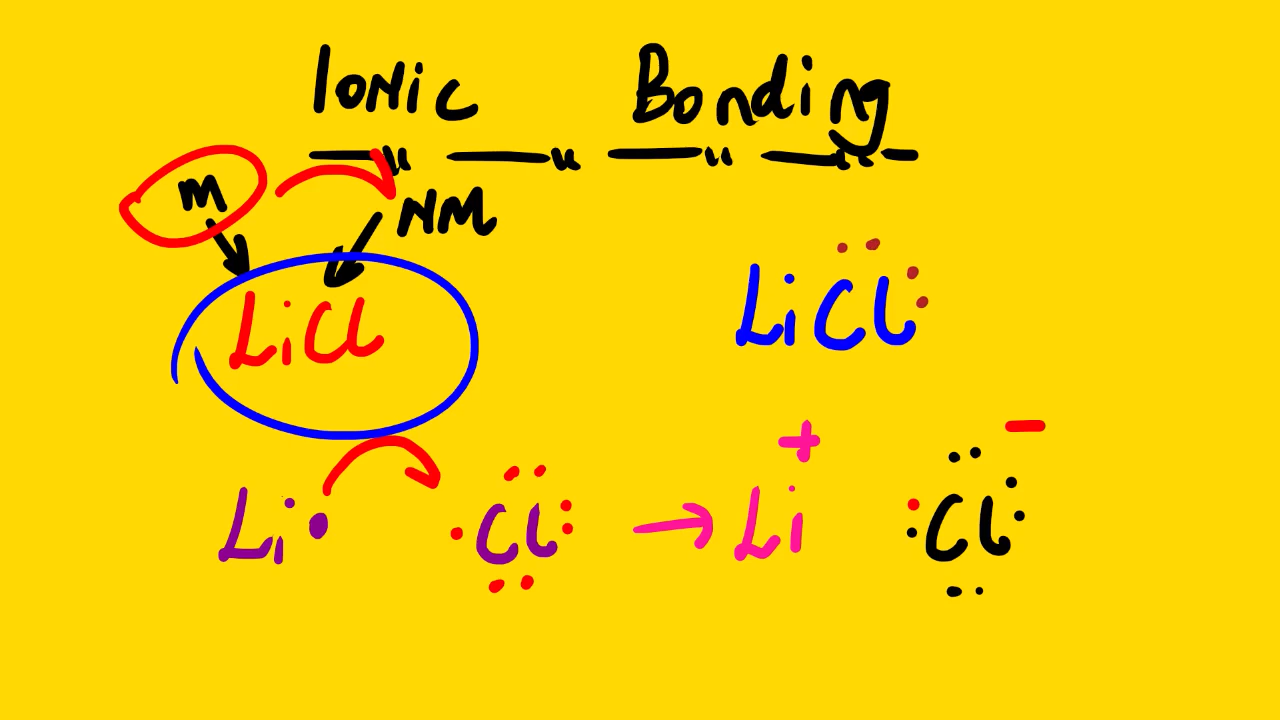 Ionic Bonding
M NM
LiCl LiCl
Li Cl → Li + Cl −